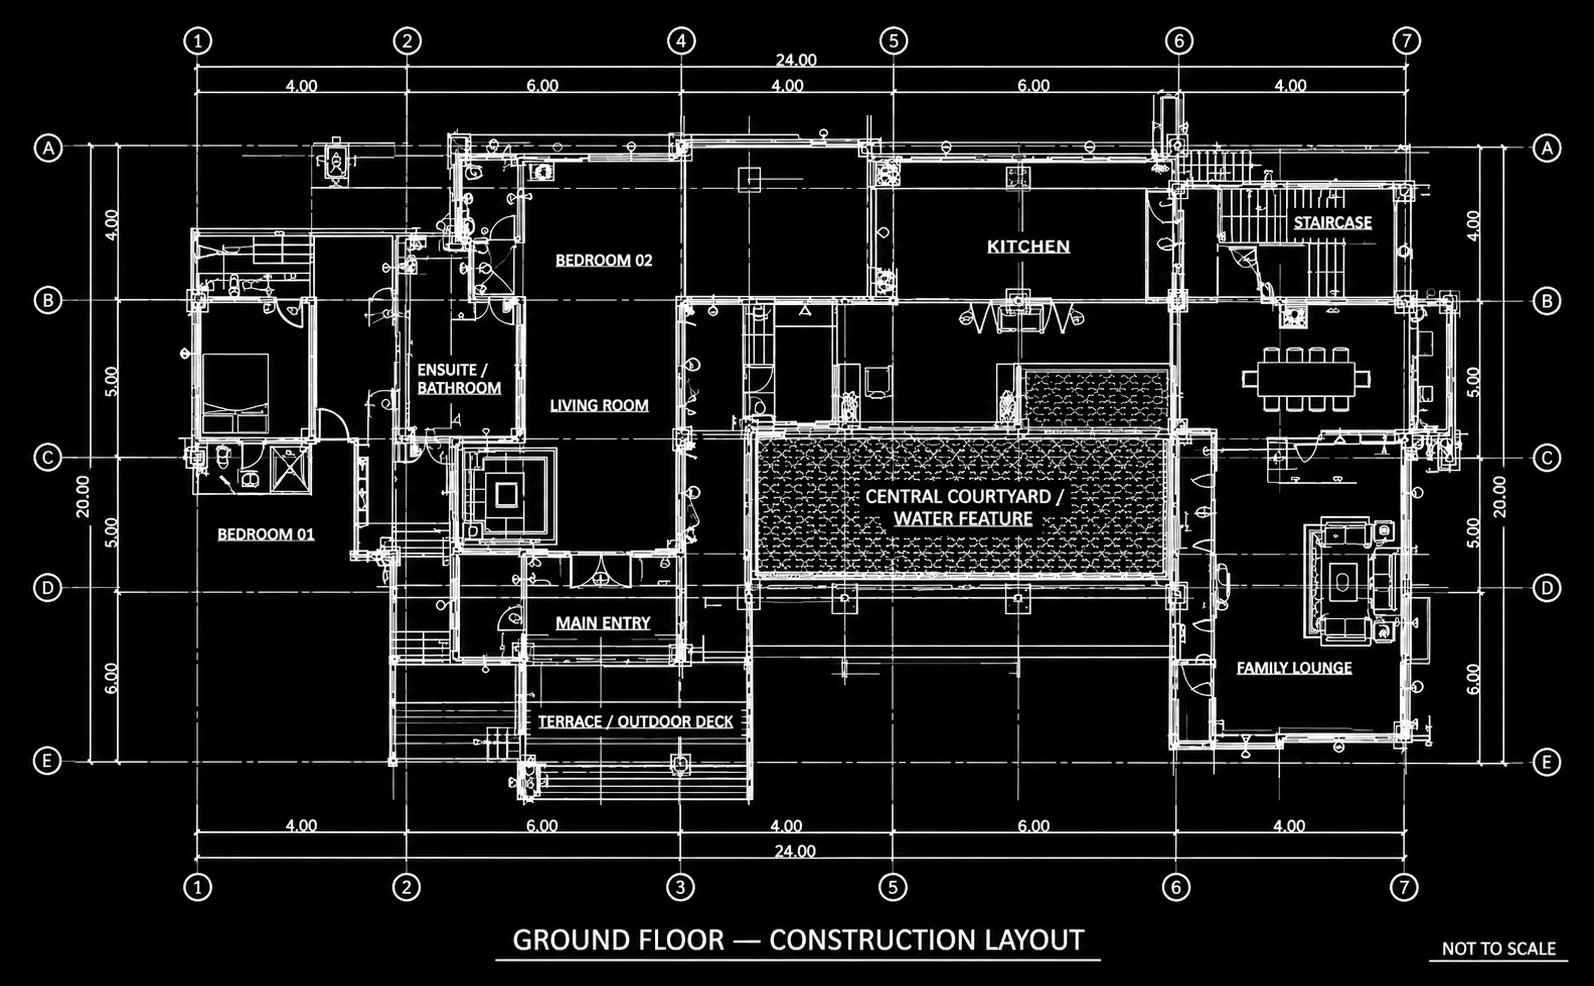 1 2 4 5 6 7
24.00
4.00 6.00 4.00 6.00 4.00
A A
4.00 4.00
STAIRCASE
KITCHEN
BEDROOM 02
B B
ENSUITE /
BATHROOM
5.00 5.00
LIVING ROOM
C C
20.00 20.00
CENTRAL COURTYARD /
WATER FEATURE
BEDROOM 01
5.00 5.00
D D
MAIN ENTRY
FAMILY LOUNGE
6.00 6.00
TERRACE / OUTDOOR DECK
E E
4.00 6.00 4.00 6.00 4.00
24.00
1 2 3 5 6 7
GROUND FLOOR — CONSTRUCTION LAYOUT
NOT TO SCALE